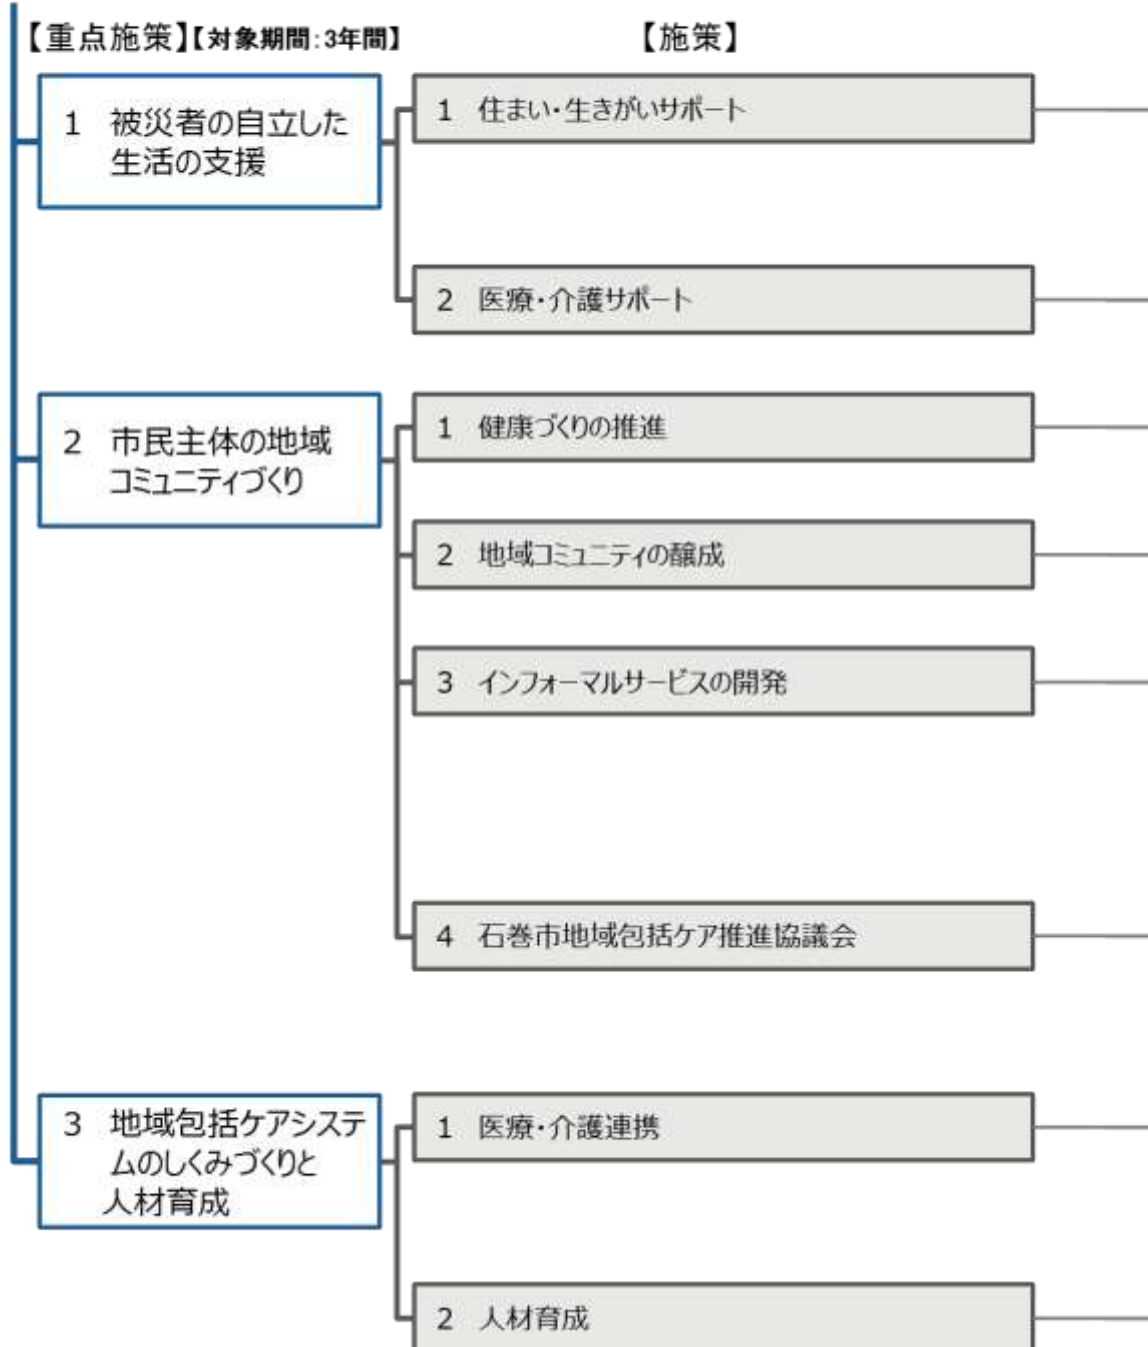 【重点施策】【対象期間：3年間】
【施策】
1 被災者の自立した
生活の支援
1 住まい・生きがいサポート
2 医療・介護サポート
2 市民主体の地域
コミュニティづくり
1 健康づくりの推進
2 地域コミュニティの醸成
3 インフォーマルサービスの開発
4 石巻市地域包括ケア推進協議会
3 地域包括ケアシステ
ムのしくみづくりと
人材育成
1 医療・介護連携
2 人材育成